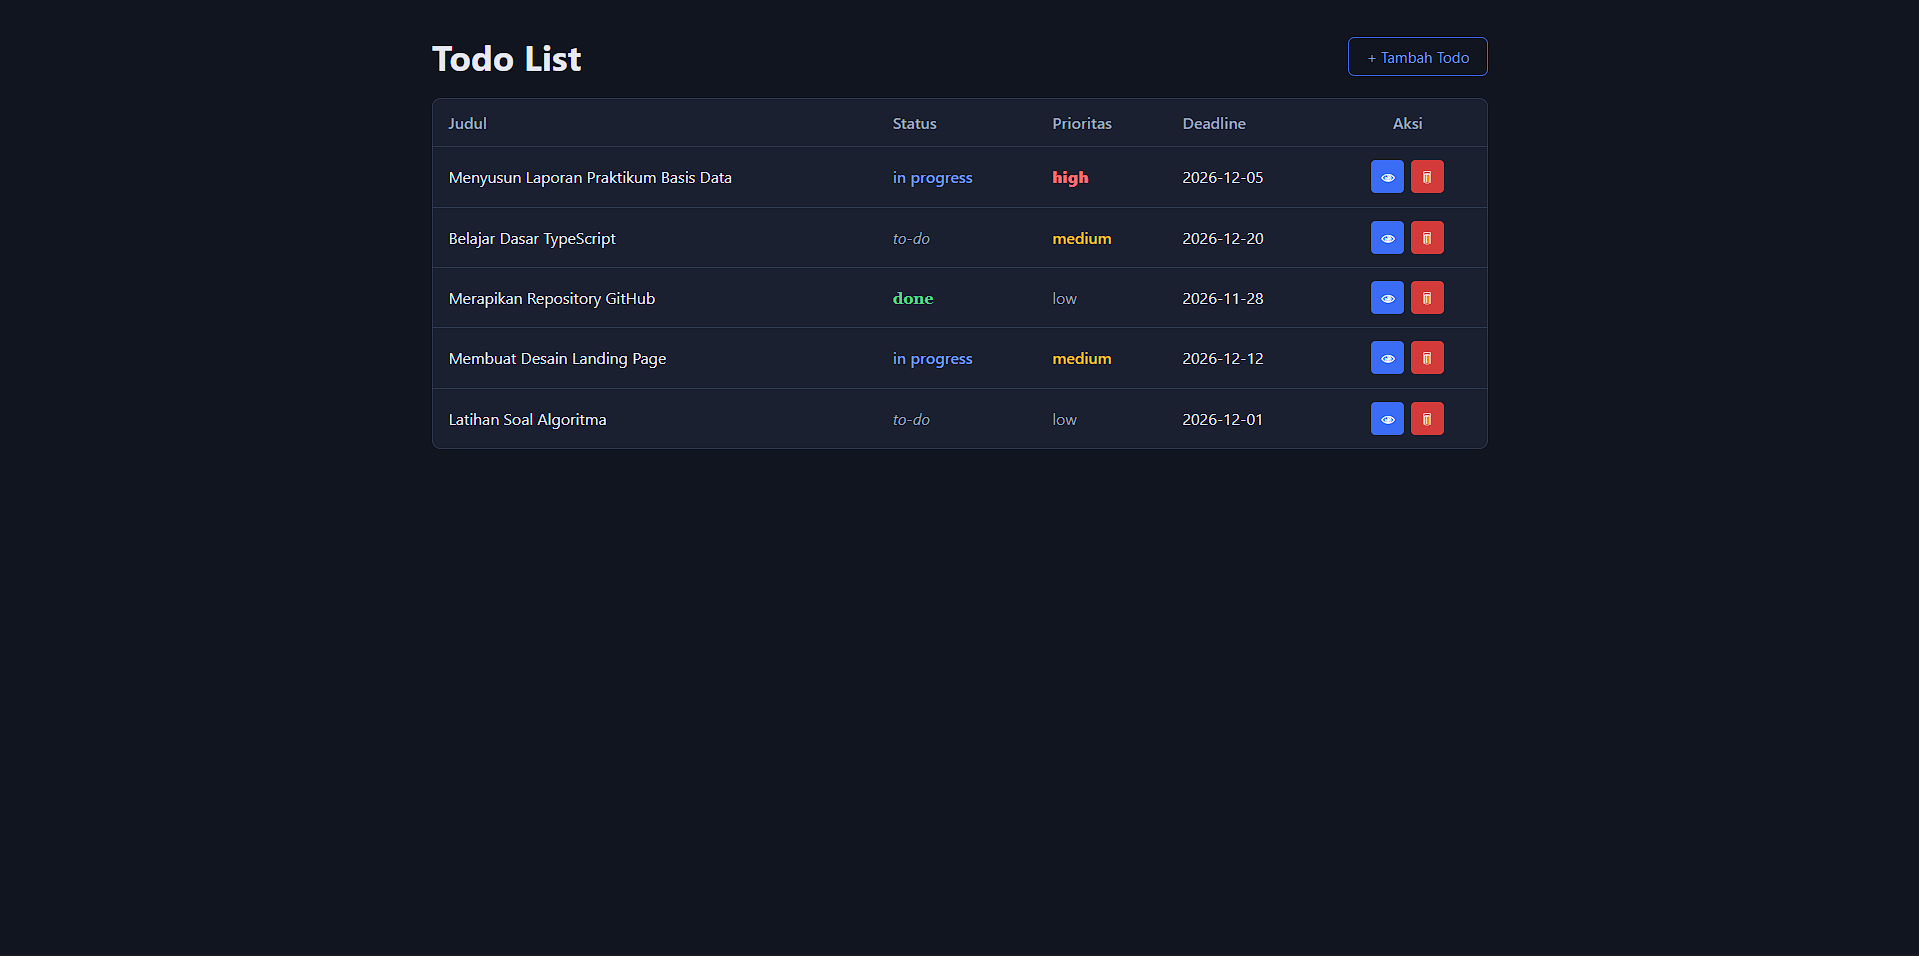 Todo List
+ Tambah Todo
Judul Status Prioritas Deadline Aksi
Menyusun Laporan Praktikum Basis Data in progress high 2026-12-05
Belajar Dasar TypeScript to-do medium 2026-12-20
Merapikan Repository GitHub done low 2026-11-28
Membuat Desain Landing Page in progress medium 2026-12-12
Latihan Soal Algoritma to-do low 2026-12-01